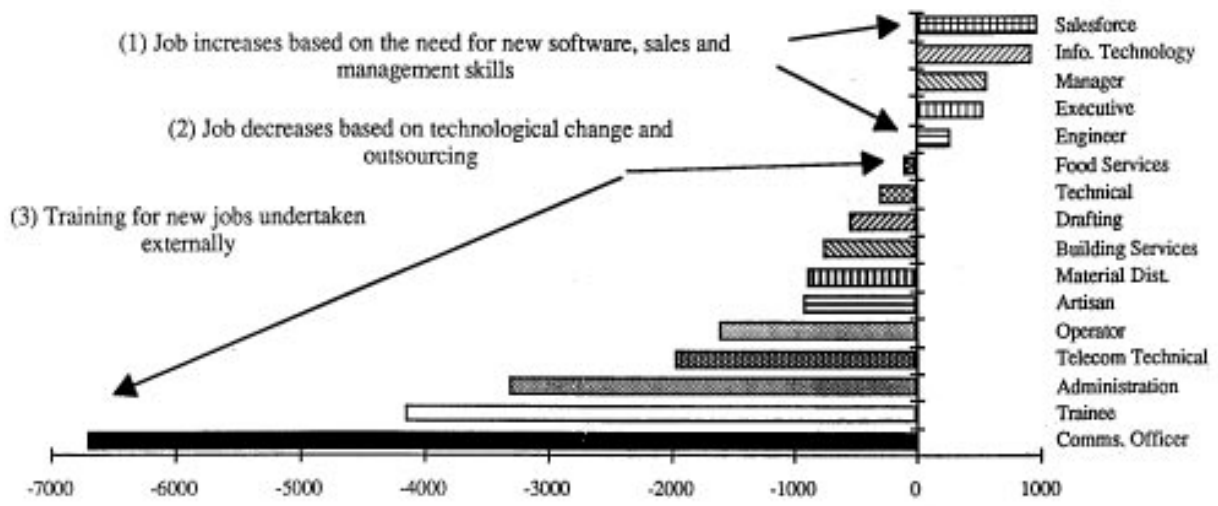 (1) Job increases based on the need for new software, sales and
management skills
(2) Job decreases based on technological change and
outsourcing
(3) Training for new jobs undertaken
externally
Salesforce
Info. Technology
Manager
Executive
Engineer
Food Services
Technical
Drafting
Building Services
Material Dist.
Artisan
Operator
Telecom Technical
Administration
Trainee
Comms. Officer
-7000 -6000 -5000 -4000 -3000 -2000 -1000 0 1000